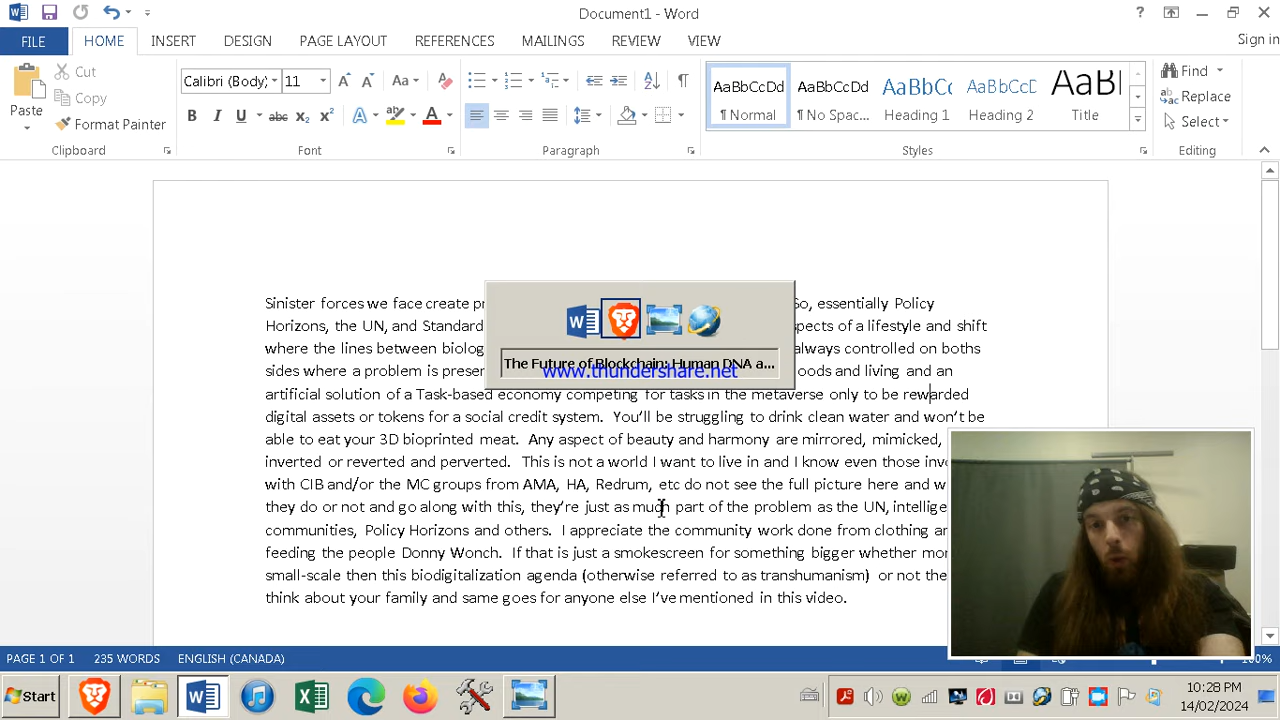 Document1 - Word
Sign in
FILE
HOME
INSERT
DESIGN
PAGE LAYOUT
REFERENCES
MAILINGS
REVIEW
VIEW
Paste
Cut
Copy
Format Painter
Clipboard
Calibri (Body)
11
Font
Paragraph
AaBbCcDd
¶ Normal
AaBbCcDd
¶ No Spac...
AaBbCc
Heading 1
AaBbCcC
Heading 2
AaB
Title
Styles
Find
Replace
Select
Editing
Sinister forces we face create pr So, essentially Policy
Horizons, the UN, and Standard spects of a lifestyle and shift
where the lines between biolog always controlled on boths
sides where a problem is presen oods and living and an
artificial solution of a Task-based economy competing for tasks in the metaverse only to be rewarded
digital assets or tokens for a social credit system. You'll be struggling to drink clean water and won't be
able to eat your 3D bioprinted meat. Any aspect of beauty and harmony are mirrored, mimicked,
inverted or reverted and perverted. This is not a world I want to live in and I know even those inv
with CIB and/or the MC groups from AMA, HA, Redrum, etc do not see the full picture here and w
they do or not and go along with this, they're just as much part of the problem as the UN, intellige
communities, Policy Horizons and others. I appreciate the community work done from clothing a
feeding the people Donny Wonch. If that is just a smokescreen for something bigger whether mo
small-scale then this biodigitalization agenda (otherwise referred to as transhumanism) or not the
think about your family and same goes for anyone else I've mentioned in this video.
The Future of Blockchain: Human DNA a...
www.thundershare.net
PAGE 1 OF 1
235 WORDS
ENGLISH (CANADA)
100%
Start
10:28 PM
14/02/2024